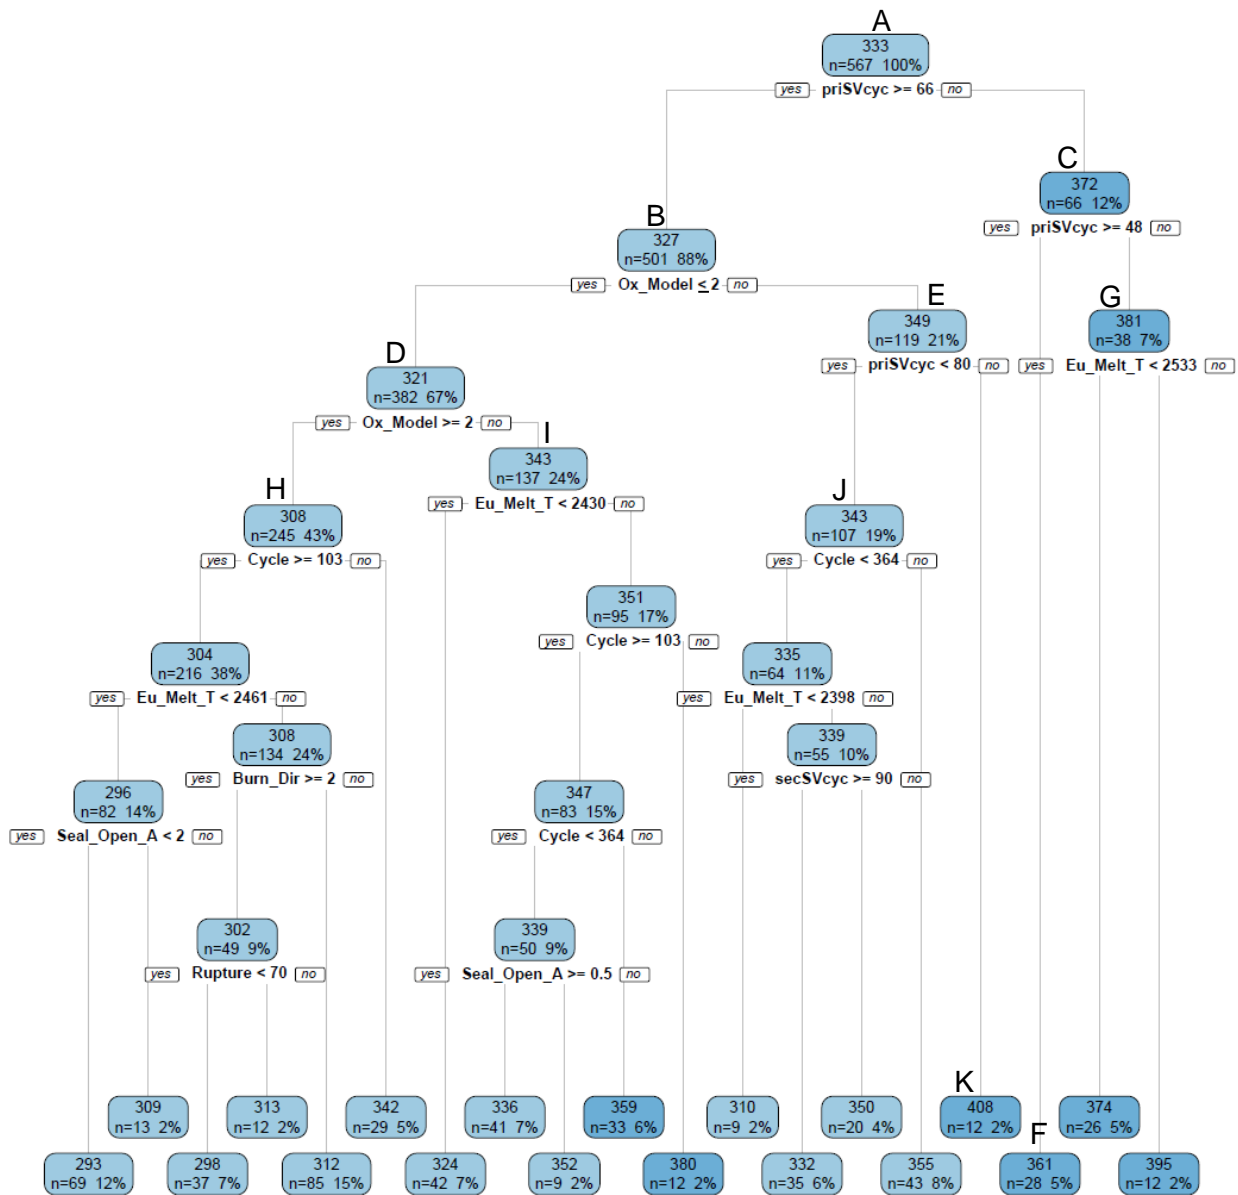 A
333
n=567 100%
yes priSVcyc >= 66 no
C
372
n=66 12%
yes priSVcyc >= 48 no
B
327
n=501 88%
yes Ox_Model ≤ 2 no
E
349
n=119 21%
yes priSVcyc < 80 no
G
381
n=38 7%
yes Eu_Melt_T < 2533 no
D
321
n=382 67%
yes Ox_Model >= 2 no
I
343
n=137 24%
yes Eu_Melt_T < 2430 no
H
308
n=245 43%
yes Cycle >= 103 no
J
343
n=107 19%
yes Cycle < 364 no
351
n=95 17%
yes Cycle >= 103 no
304
n=216 38%
yes Eu_Melt_T < 2461 no
335
n=64 11%
yes Eu_Melt_T < 2398 no
308
n=134 24%
yes Burn_Dir >= 2 no
339
n=55 10%
yes secSVcyc >= 90 no
296
n=82 14%
yes Seal_Open_A < 2 no
347
n=83 15%
yes Cycle < 364 no
302
n=49 9%
yes Rupture < 70 no
339
n=50 9%
yes Seal_Open_A >= 0.5 no
309
n=13 2%
313
n=12 2%
342
n=29 5%
336
n=41 7%
359
n=33 6%
310
n=9 2%
350
n=20 4%
K
408
n=12 2%
374
n=26 5%
293
n=69 12%
298
n=37 7%
312
n=85 15%
324
n=42 7%
352
n=9 2%
380
n=12 2%
332
n=35 6%
355
n=43 8%
F
361
n=28 5%
395
n=12 2%